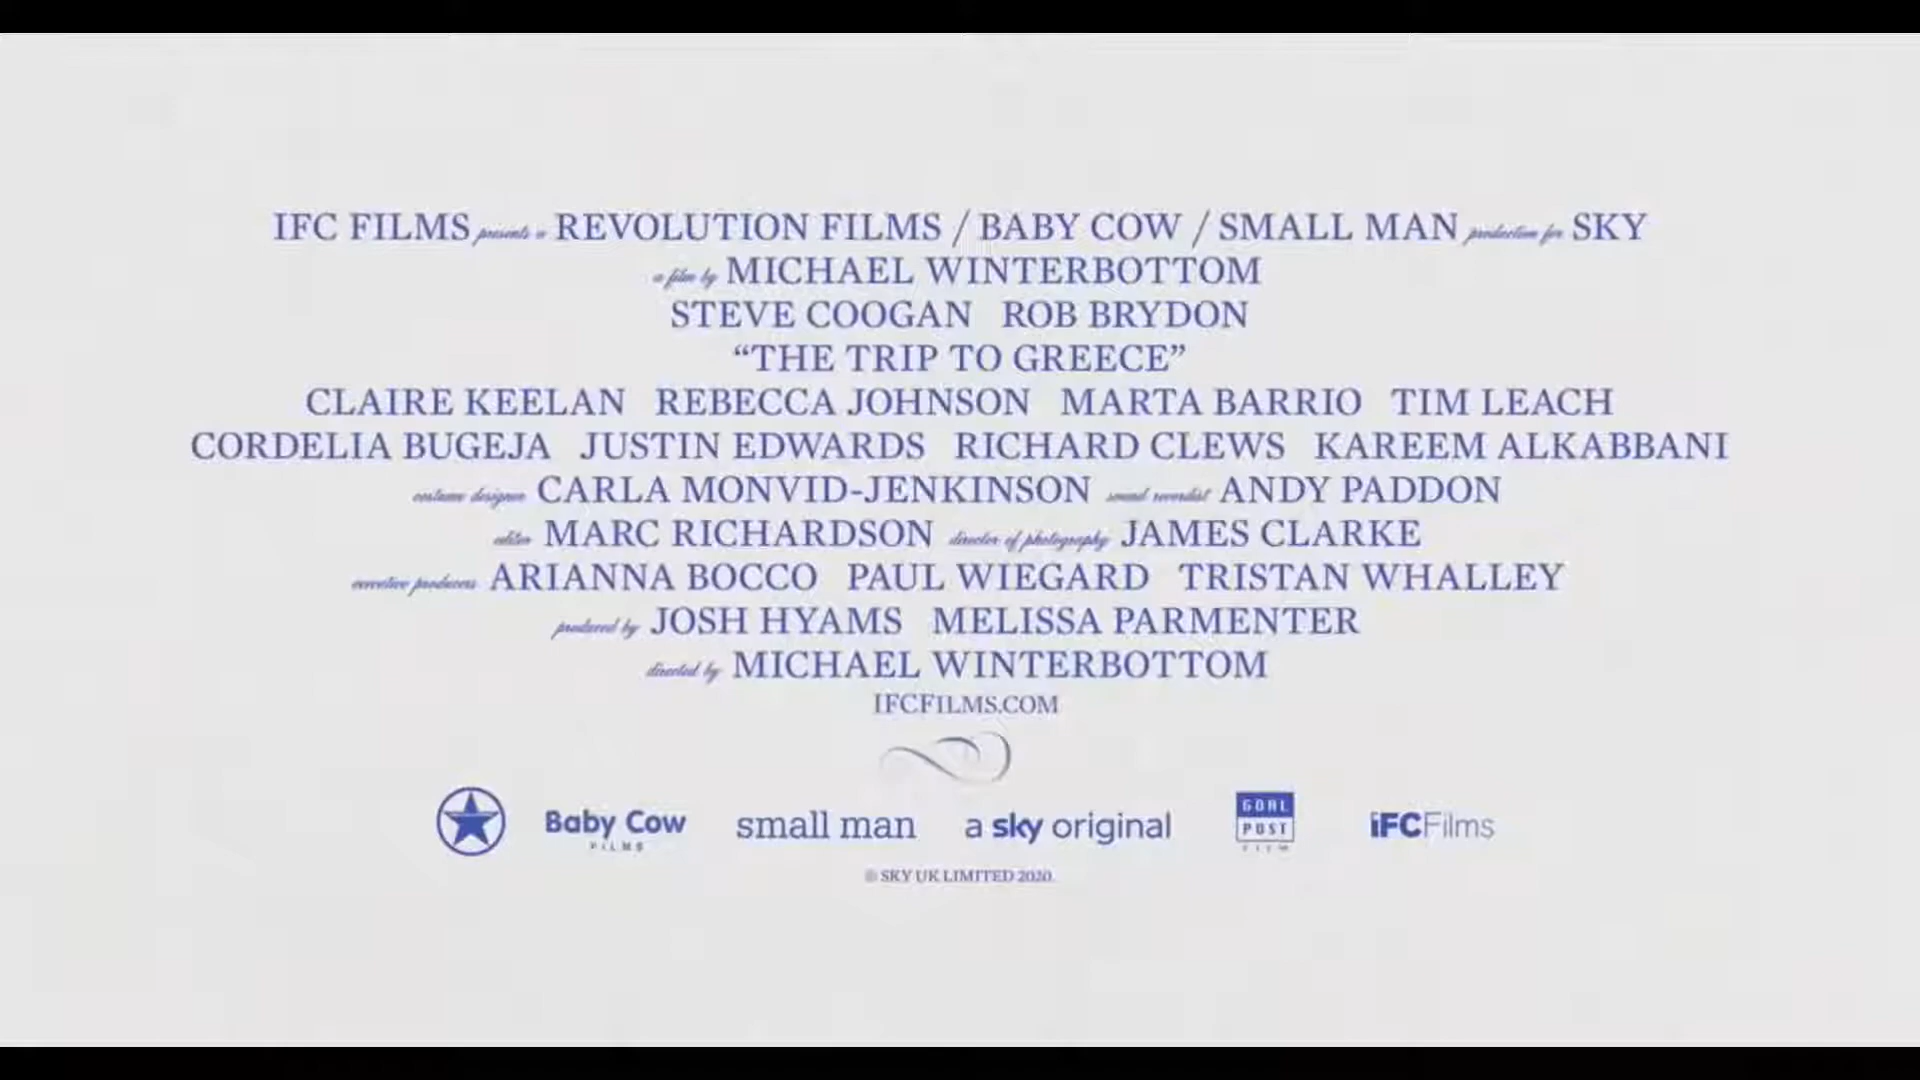 IFC FILMS presents a REVOLUTION FILMS / BABY COW / SMALL MAN production for SKY
a film by MICHAEL WINTERBOTTOM
STEVE COOGAN ROB BRYDON
“THE TRIP TO GREECE”
CLAIRE KEELAN REBECCA JOHNSON MARTA BARRIO TIM LEACH
CORDELIA BUGEJA JUSTIN EDWARDS RICHARD CLEWS KAREEM ALKABBANI
costume designer CARLA MONVID-JENKINSON sound recordist ANDY PADDON
editor MARC RICHARDSON director of photography JAMES CLARKE
executive producers ARIANNA BOCCO PAUL WIEGARD TRISTAN WHALLEY
produced by JOSH HYAMS MELISSA PARMENTER
directed by MICHAEL WINTERBOTTOM
IFCFILMS.COM
Baby Cow FILMS
small man
a sky original
GOAL POST FILM
IFCFilms
© SKY UK LIMITED 2020.